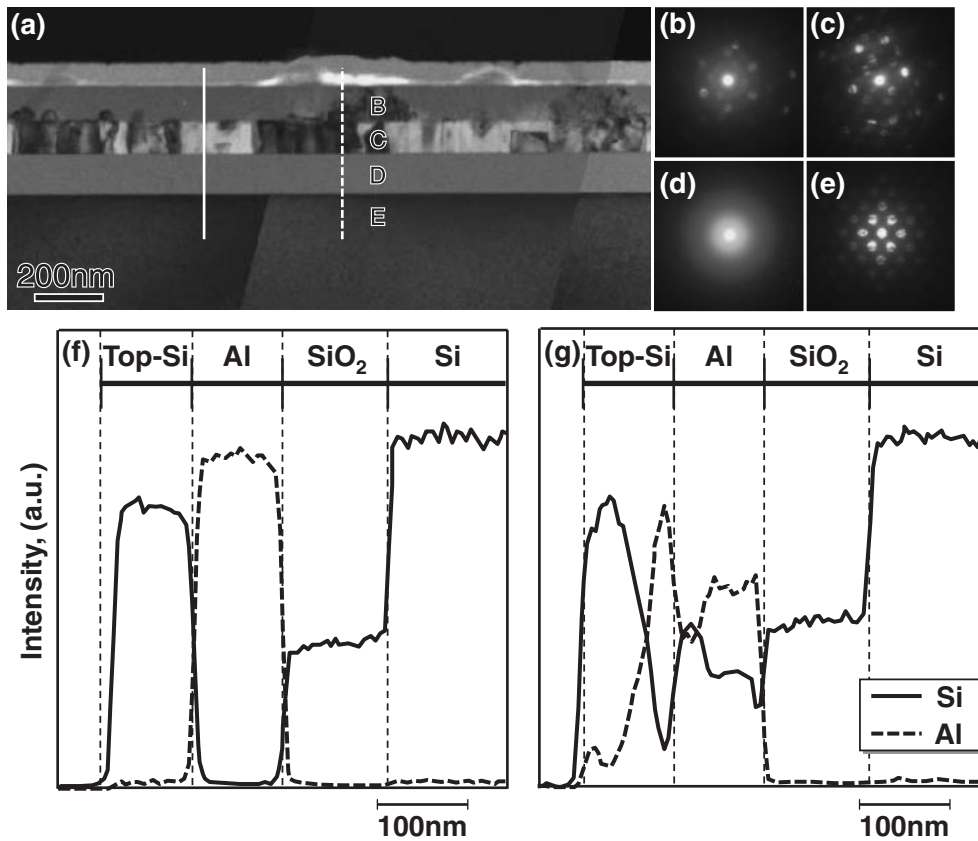 (a)
B
C
D
E
200nm
(b)
(c)
(d)
(e)
(f)
Top-Si Al SiO₂ Si
Intensity, (a.u.)
100nm
(g)
Top-Si Al SiO₂ Si
Si
Al
100nm